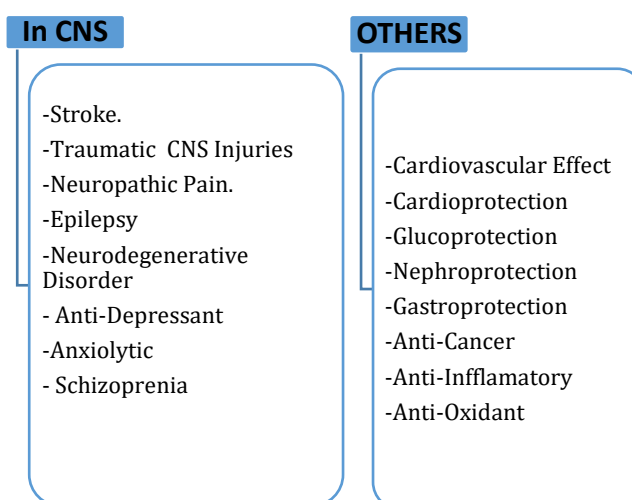 In CNS
-Stroke.
-Traumatic CNS Injuries
-Neuropathic Pain.
-Epilepsy
-Neurodegenerative
Disorder
- Anti-Depressant
-Anxiolytic
- Schizoprenia
OTHERS
-Cardiovascular Effect
-Cardioprotection
-Glucoprotection
-Nephroprotection
-Gastroprotection
-Anti-Cancer
-Anti-Infflamatory
-Anti-Oxidant